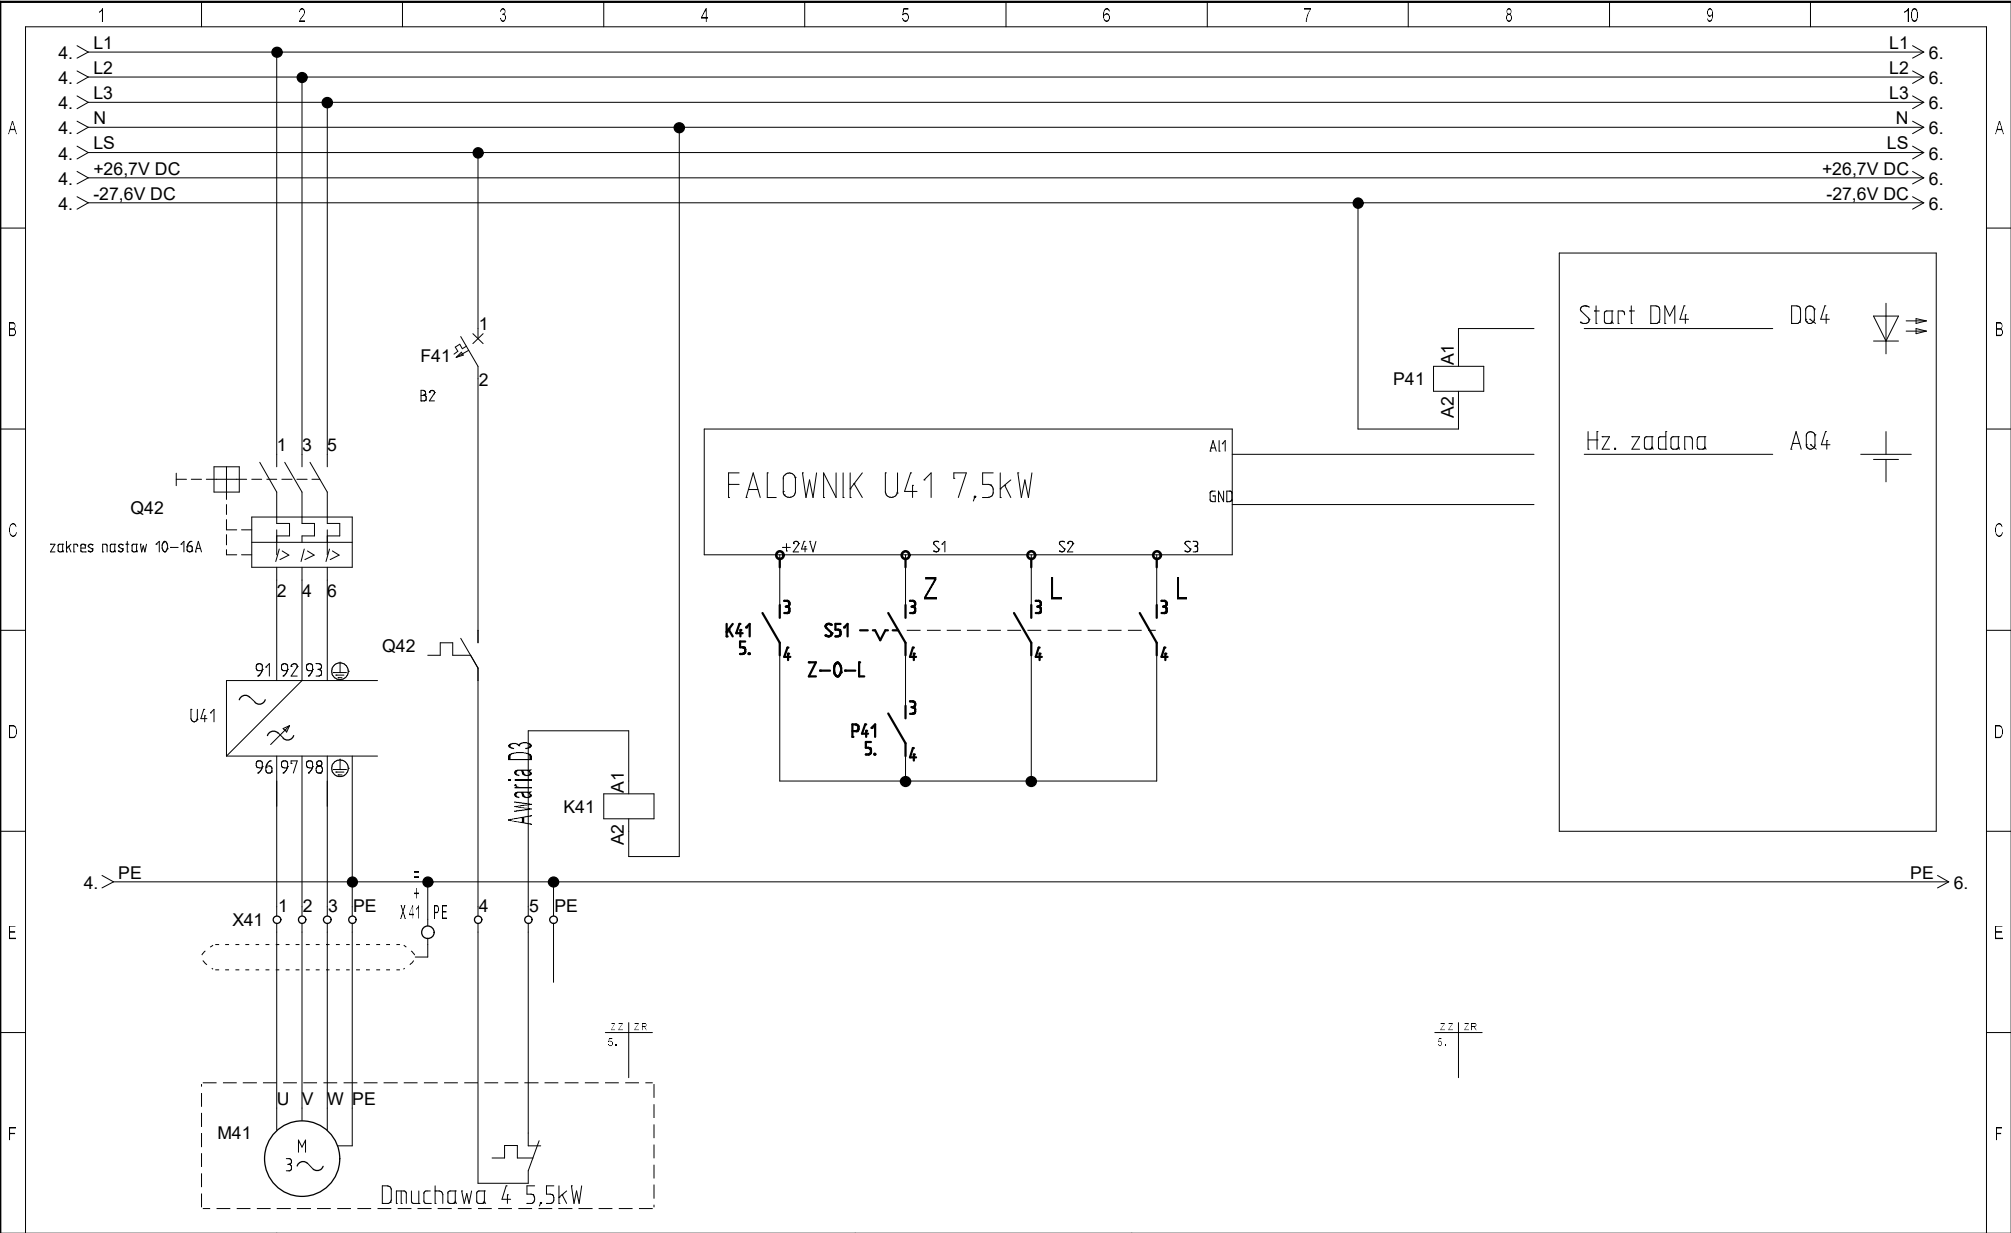 1 2 3 4 5 6 7 8 9 10
4. L1 L1 6.
4. L2 L2 6.
4. L3 L3 6.
A 4. N N 6. A
4. LS LS 6.
4. +26,7V DC +26,7V DC 6.
4. -27,6V DC -27,6V DC 6.
B B
1
F41
2
B2
Start DM4 DQ4
P41
A1
A2
Hz. zadana AQ4
1 3 5
Q42
C C
zakres nastaw 10-16A
2 4 6
FALOWNIK U41 7,5kW
AI1
GND
+24V S1 S2 S3
Z L L
3 3 3 3
K41
5.
S51
4 4 4 4
Z-0-L
Q42
91 92 93
U41
D D
96 97 98
3
P41
5.
4
Awaria D3
K41
A1
A2
4. PE PE 6.
=
+
X41 PE
X41 1 2 3 PE 4 5 PE
E E
ZZ ZR
5.
ZZ ZR
5.
U V W PE
F F
M41
M
3
Dmuchawa 4 5,5kW